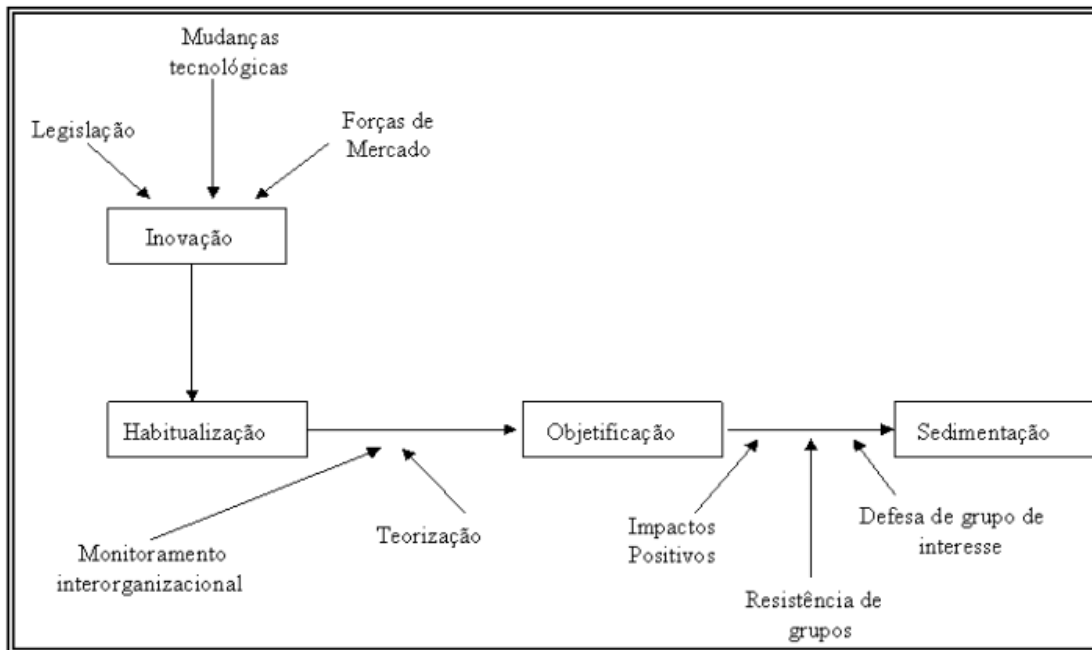 Mudanças
tecnológicas
Legislação
Forças de
Mercado
Inovação
Habitualização
Objetificação
Sedimentação
Monitoramento
interorganizacional
Teorização
Impactos
Positivos
Defesa de grupo de
interesse
Resistência de
grupos